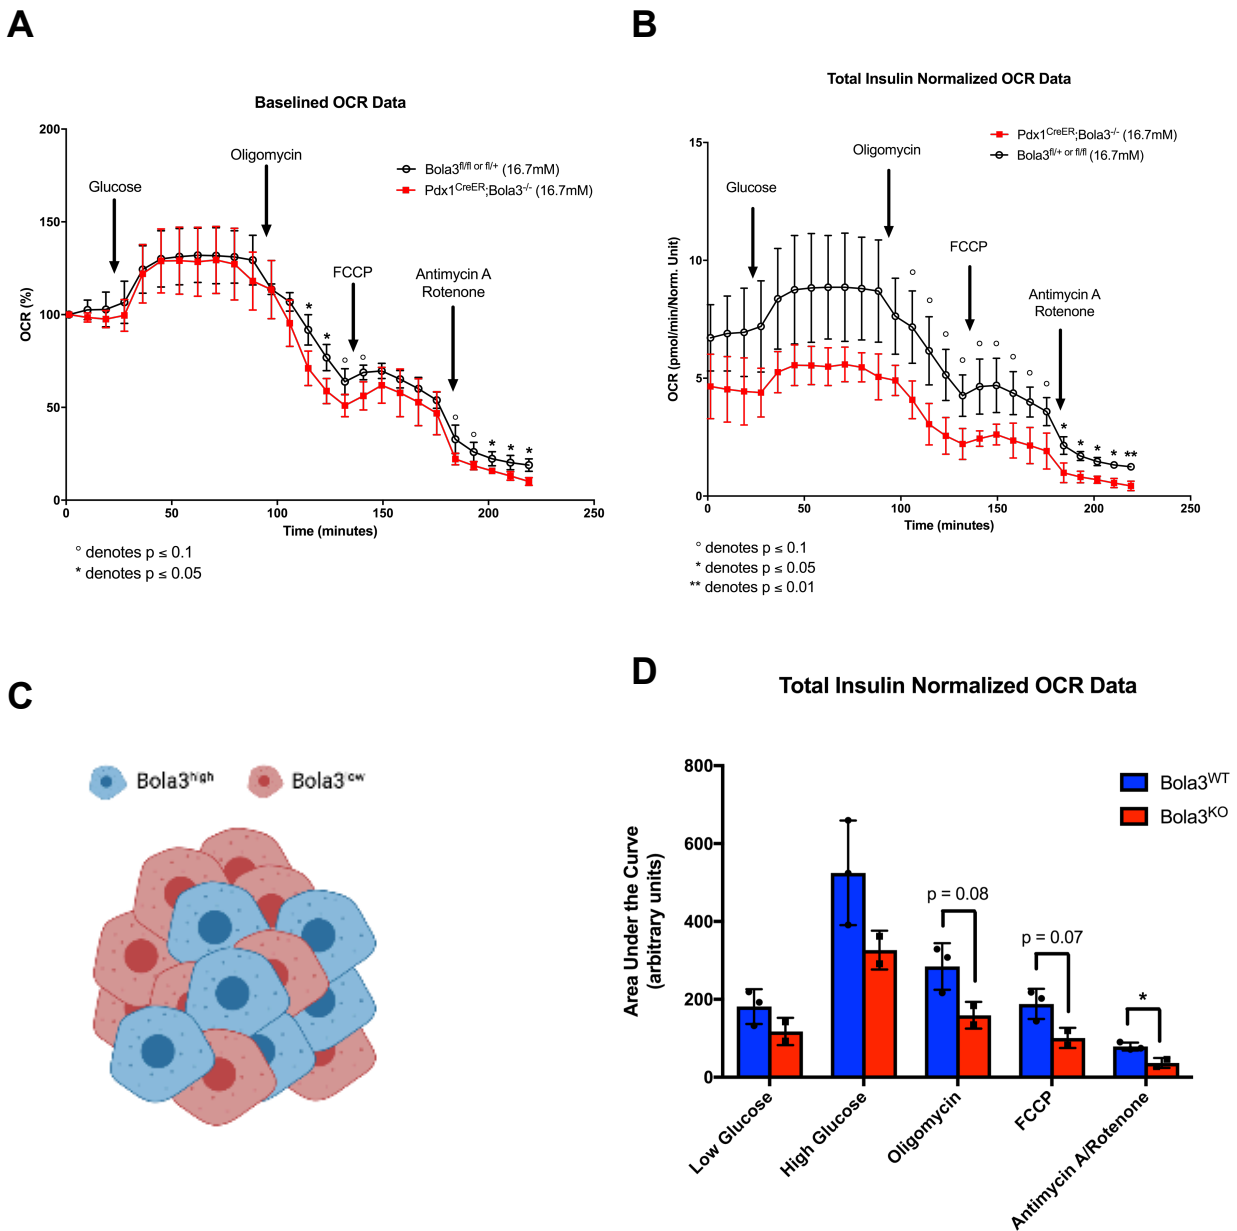 A
Baselined OCR Data
OCR (%)
200
150
100
50
0
0
50
100
150
200
250
Time (minutes)
Glucose
Oligomycin
FCCP
Antimycin A
Rotenone
Bola3fl/fl or fl/+ (16.7mM)
Pdx1CreER;Bola3-/- (16.7mM)
*
*
○
○
○
○
*
*
*
○ denotes p ≤ 0.1
* denotes p ≤ 0.05
B
Total Insulin Normalized OCR Data
OCR (pmol/min/Norm. Unit)
15
10
5
0
0
50
100
150
200
250
Time (minutes)
Glucose
Oligomycin
FCCP
Antimycin A
Rotenone
Pdx1CreER;Bola3-/- (16.7mM)
Bola3fl/+ or fl/fl (16.7mM)
○
○
○
○
○
○
○
○
○
*
*
*
*
**
○ denotes p ≤ 0.1
* denotes p ≤ 0.05
** denotes p ≤ 0.01
C
Bola3high
Bola3low
D
Total Insulin Normalized OCR Data
Area Under the Curve
(arbitrary units)
800
600
400
200
0
Bola3WT
Bola3KO
p = 0.08
p = 0.07
*
Low Glucose
High Glucose
Oligomycin
FCCP
Antimycin A/Rotenone